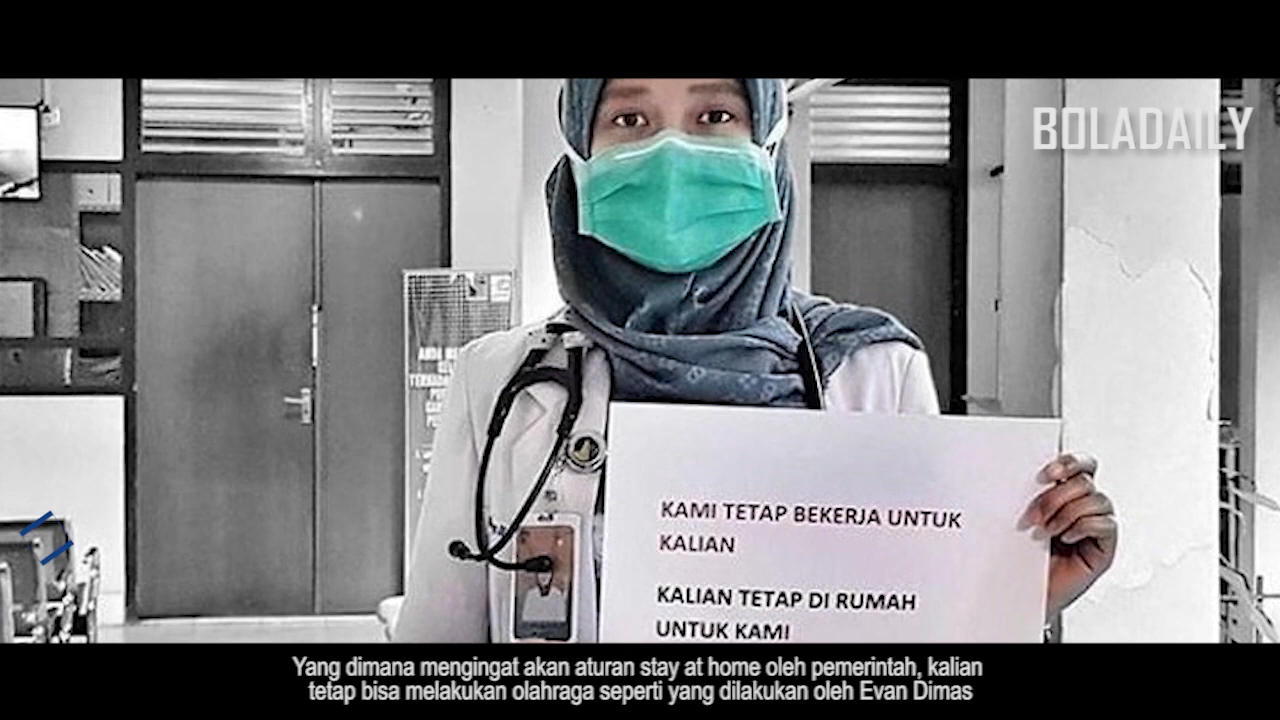 BOLADAILY
KAMI TETAP BEKERJA UNTUK
KALIAN
KALIAN TETAP DI RUMAH
UNTUK KAMI
Yang dimana mengingat akan aturan stay at home oleh pemerintah, kalian
tetap bisa melakukan olahraga seperti yang dilakukan oleh Evan Dimas